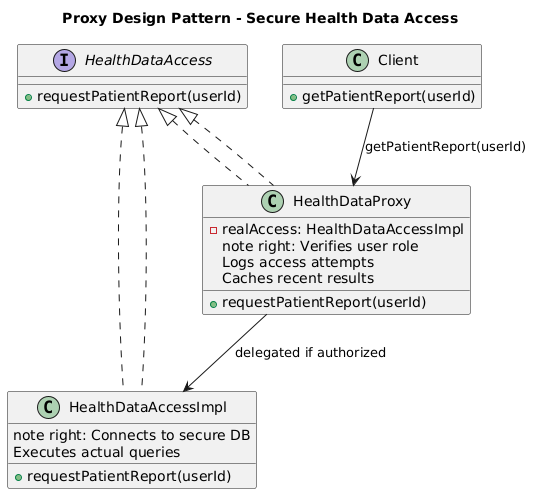 Proxy Design Pattern - Secure Health Data Access
I HealthDataAccess
requestPatientReport(userId)
C Client
getPatientReport(userId)
getPatientReport(userId)
C HealthDataProxy
realAccess: HealthDataAccessImpl
note right: Verifies user role
Logs access attempts
Caches recent results
requestPatientReport(userId)
delegated if authorized
C HealthDataAccessImpl
note right: Connects to secure DB
Executes actual queries
requestPatientReport(userId)